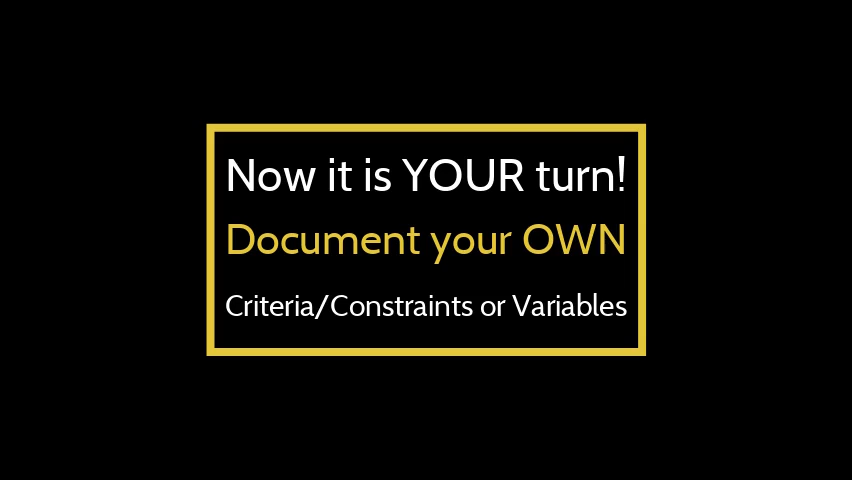 Now it is YOUR turn!
Document your OWN
Criteria/Constraints or Variables